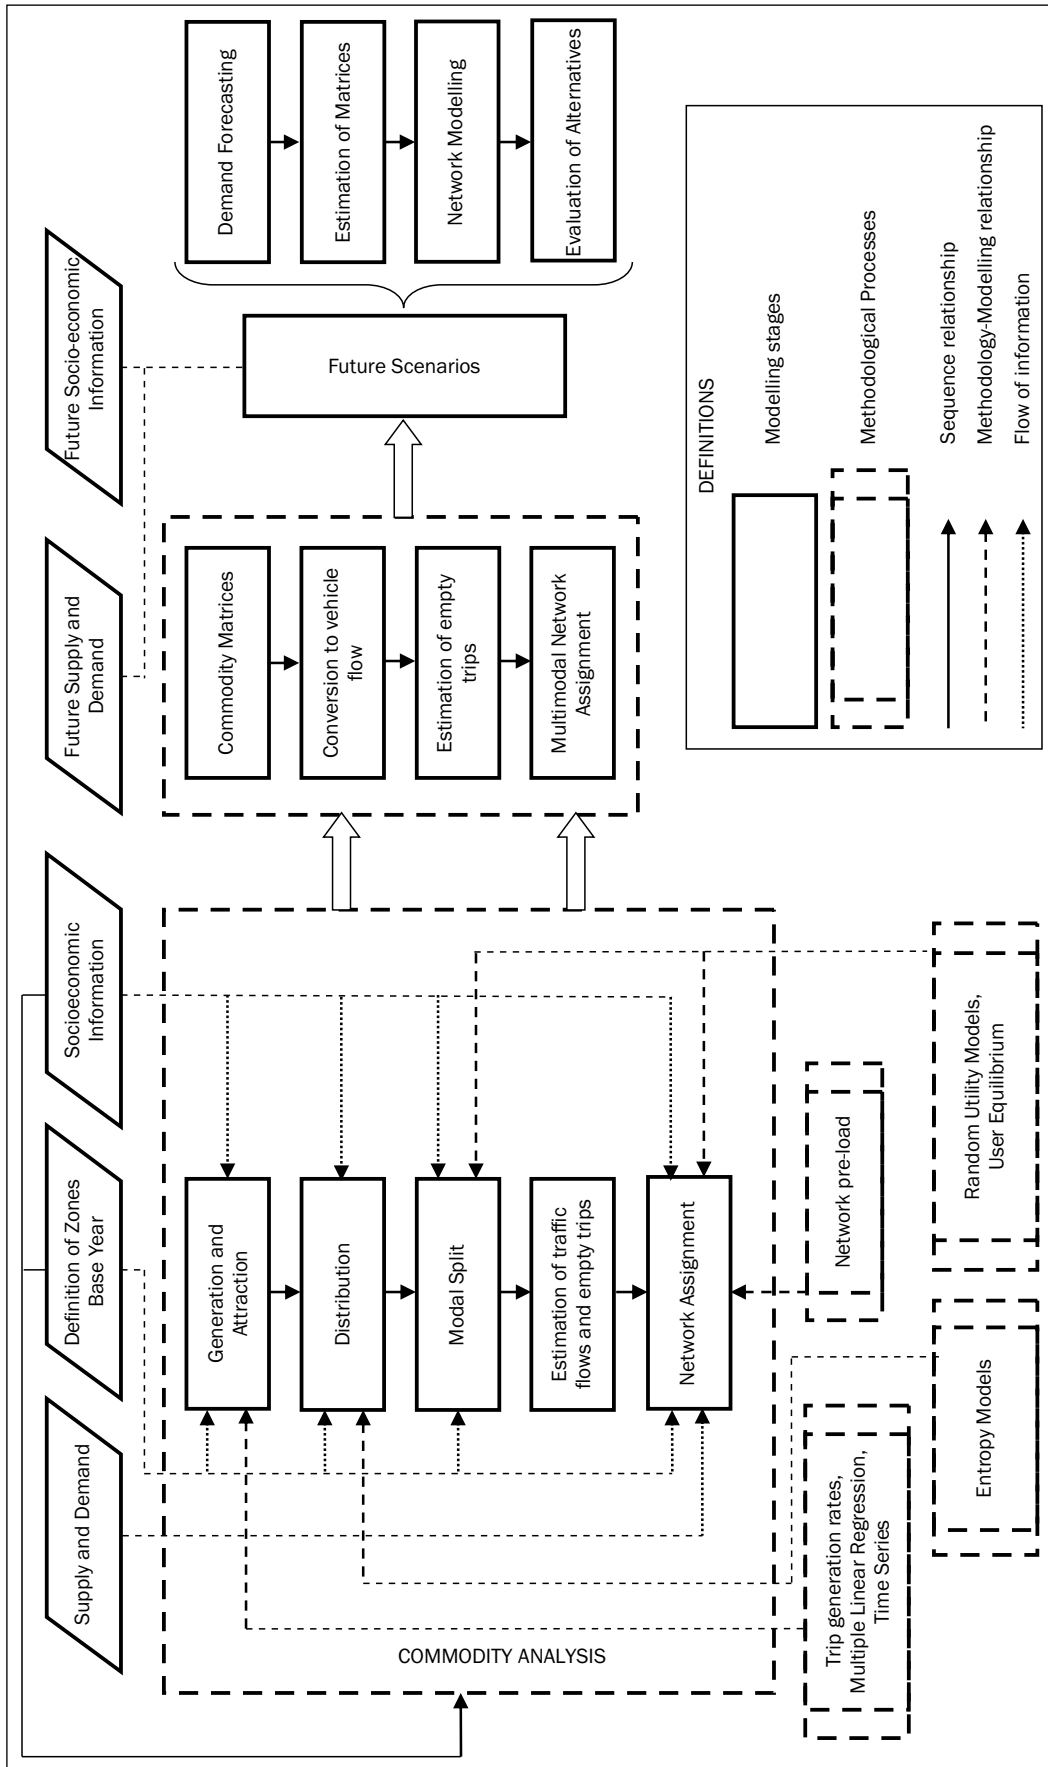 Supply and Demand
Definition of Zones
Base Year
Socioeconomic
Information
Future Supply and
Demand
Future Socio-economic
Information
COMMODITY ANALYSIS
Generation and
Attraction
Distribution
Modal Split
Estimation of traffic
flows and empty trips
Network Assignment
Trip generation rates,
Multiple Linear Regression,
Time Series
Entropy Models
Network pre-load
Random Utility Models,
User Equilibrium
Commodity Matrices
Conversion to vehicle
flow
Estimation of empty
trips
Multimodal Network
Assignment
Future Scenarios
Demand Forecasting
Estimation of Matrices
Network Modelling
Evaluation of Alternatives
DEFINITIONS
Modelling stages
Methodological Processes
Sequence relationship
Methodology-Modelling relationship
Flow of information